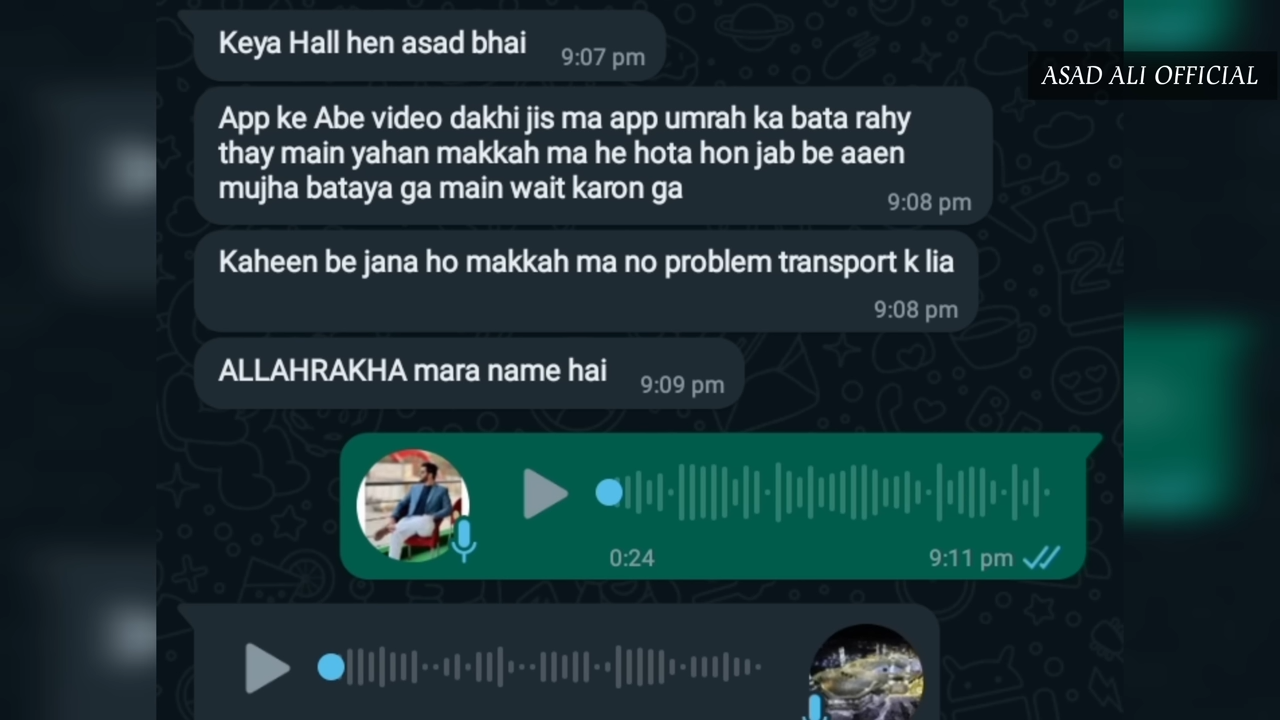 Keya Hall hen asad bhai
9:07 pm
ASAD ALI OFFICIAL
App ke Abe video dakhi jis ma app umrah ka bata rahy
thay main yahan makkah ma he hota hon jab be aaen
mujha bataya ga main wait karon ga
9:08 pm
Kaheen be jana ho makkah ma no problem transport k lia
9:08 pm
ALLAHRAKHA mara name hai
9:09 pm
0:24
9:11 pm